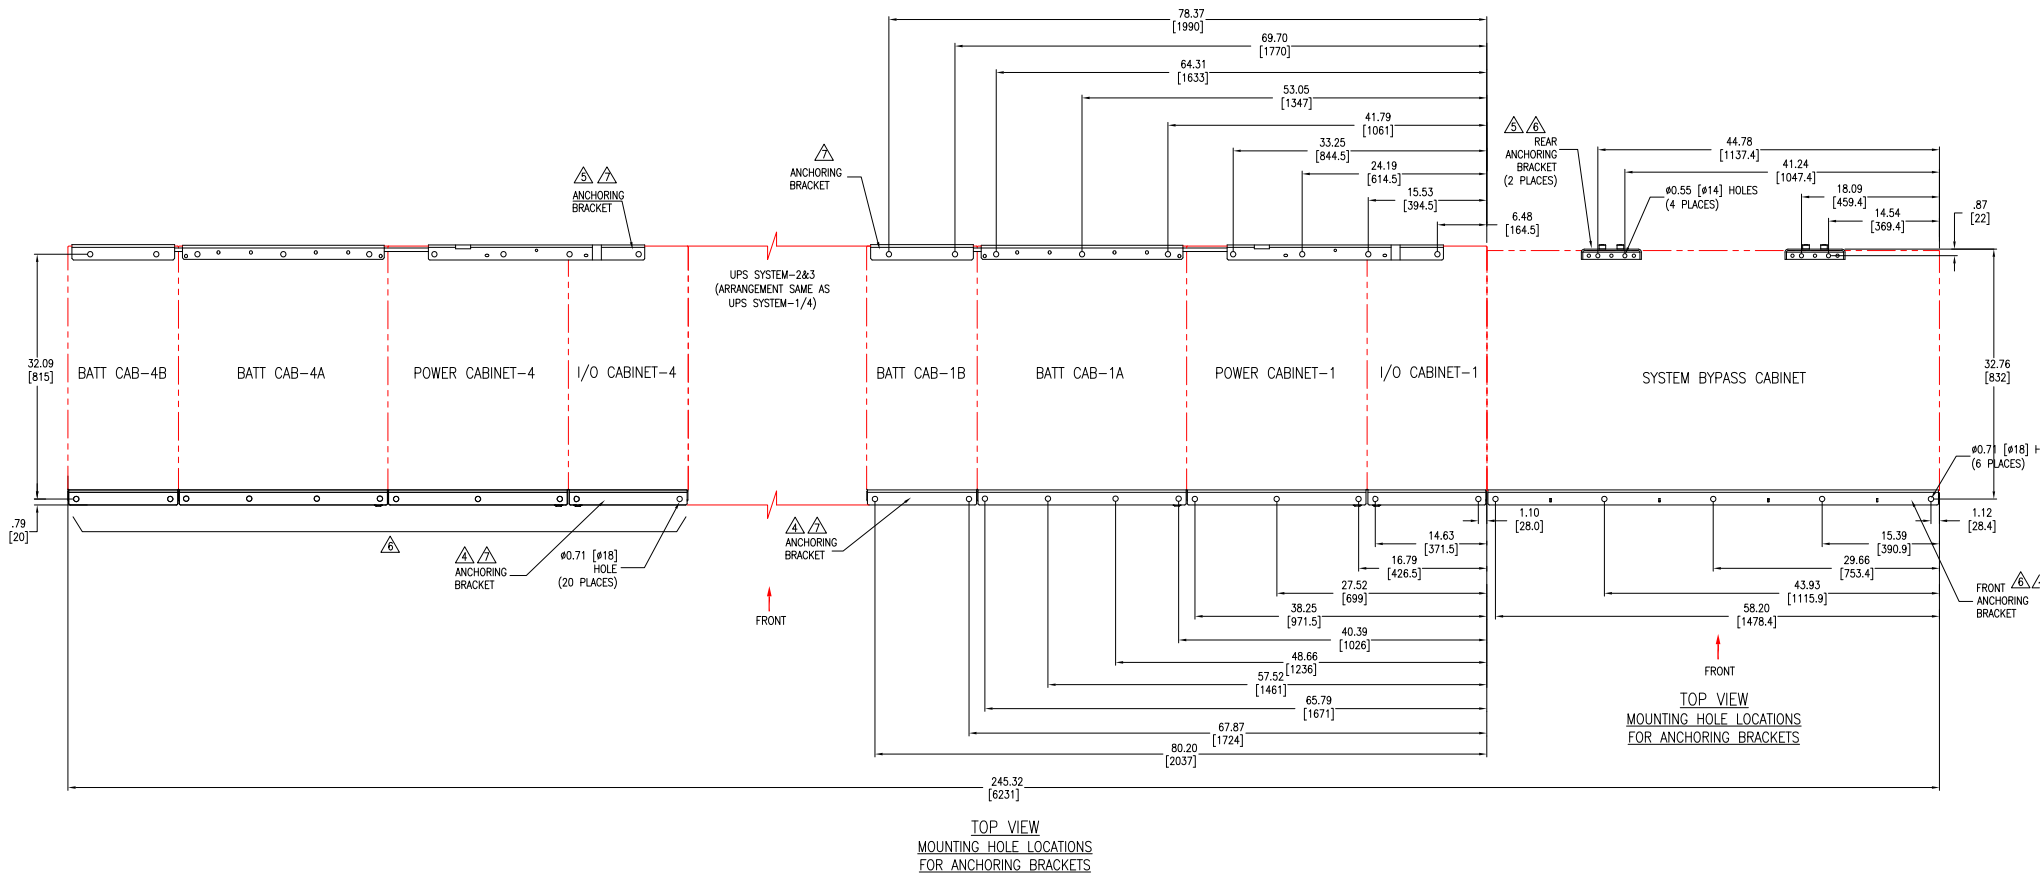 78.37
[1990]
69.70
[1770]
64.31
[1633]
53.05
[1347]
41.79
[1061]
33.25
[844.5]
24.19
[614.5]
15.53
[394.5]
6.48
[164.5]
5 6
REAR
ANCHORING
BRACKET
(2 PLACES)
44.78
[1137.4]
41.24
[1047.4]
ø0.55 [ø14] HOLES
(4 PLACES)
18.09
[459.4]
14.54
[369.4]
.87
[22]
7
ANCHORING
BRACKET
5 7
ANCHORING
BRACKET
UPS SYSTEM-2&3
(ARRANGEMENT SAME AS
UPS SYSTEM-1/4)
32.09
[815]
BATT CAB-4B
BATT CAB-4A
POWER CABINET-4
I/O CABINET-4
BATT CAB-1B
BATT CAB-1A
POWER CABINET-1
I/O CABINET-1
SYSTEM BYPASS CABINET
32.76
[832]
ø0.71 [ø18] H
(6 PLACES)
.79
[20]
6
4 7
ANCHORING
BRACKET
ø0.71 [ø18]
HOLE
(20 PLACES)
4 7
ANCHORING
BRACKET
FRONT
1.10
[28.0]
1.12
[28.4]
14.63
[371.5]
15.39
[390.9]
16.79
[426.5]
29.66
[753.4]
27.52
[699]
43.93
[1115.9]
38.25
[971.5]
58.20
[1478.4]
FRONT 6
ANCHORING
BRACKET
40.39
[1026]
48.66
[1236]
57.52
[1461]
65.79
[1671]
67.87
[1724]
80.20
[2037]
FRONT
TOP VIEW
MOUNTING HOLE LOCATIONS
FOR ANCHORING BRACKETS
245.32
[6231]
TOP VIEW
MOUNTING HOLE LOCATIONS
FOR ANCHORING BRACKETS